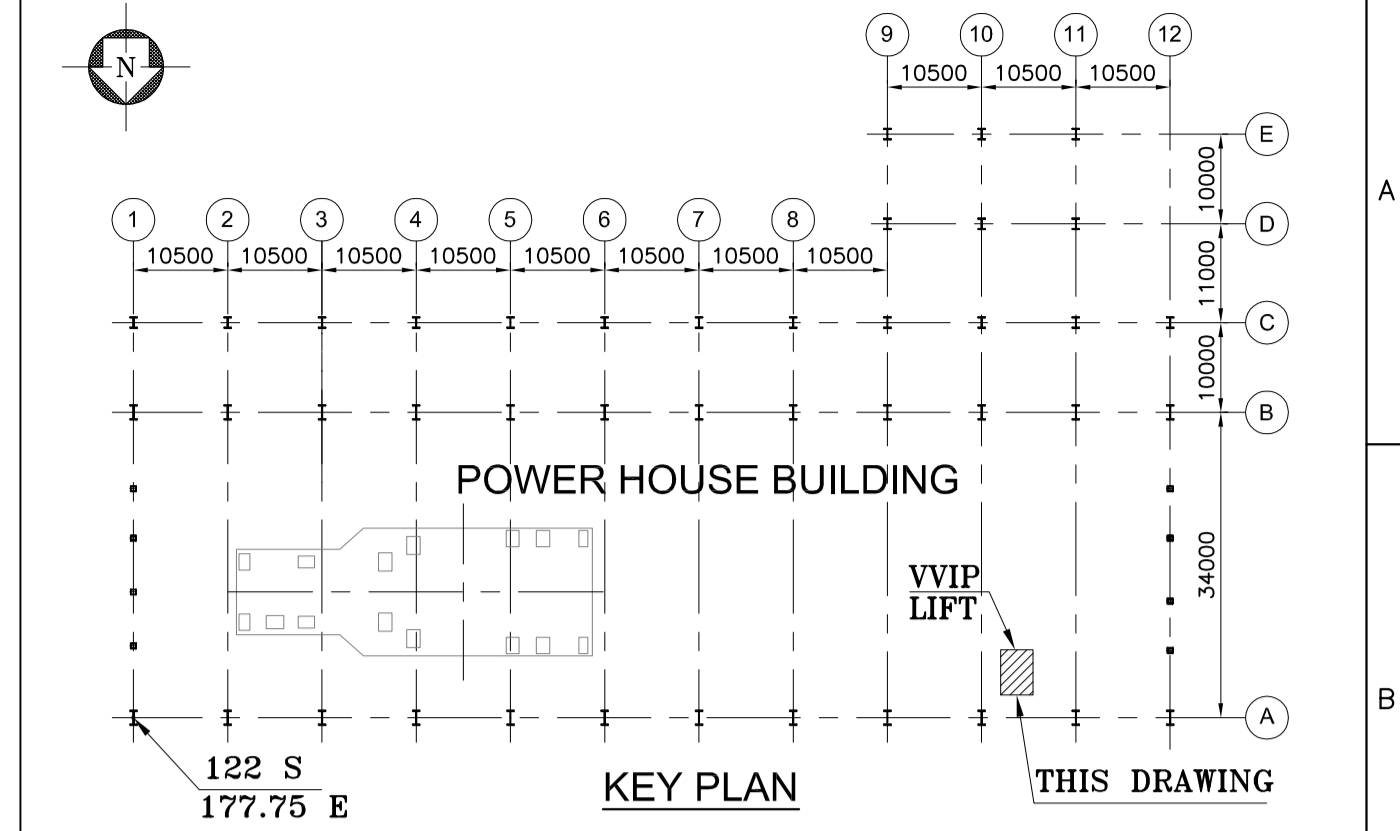 N
9 10 11 12
10500 10500 10500
E
10000
A
D
1 2 3 4 5 6 7 8
10500 10500 10500 10500 10500 10500 10500 10500
11000
C
10000
B
POWER HOUSE BUILDING
34000
VVIP
LIFT
B
A
122 S
177.75 E
KEY PLAN
THIS DRAWING